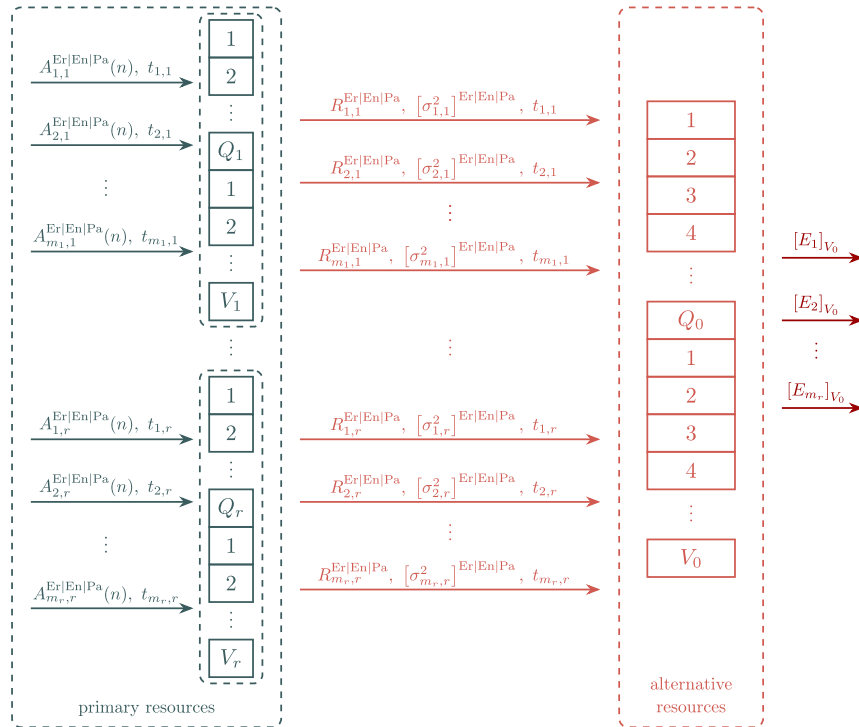 A_{1,1}^{Er|En|Pa}(n), t_{1,1}
A_{2,1}^{Er|En|Pa}(n), t_{2,1}
⋮
A_{m_1,1}^{Er|En|Pa}(n), t_{m_1,1}
1
2
⋮
Q_1
1
2
⋮
V_1
⋮
A_{1,r}^{Er|En|Pa}(n), t_{1,r}
A_{2,r}^{Er|En|Pa}(n), t_{2,r}
⋮
A_{m_r,r}^{Er|En|Pa}(n), t_{m_r,r}
1
2
⋮
Q_r
1
2
⋮
V_r
primary resources
R_{1,1}^{Er|En|Pa}, [σ_{1,1}^2]^{Er|En|Pa}, t_{1,1}
R_{2,1}^{Er|En|Pa}, [σ_{2,1}^2]^{Er|En|Pa}, t_{2,1}
⋮
R_{m_1,1}^{Er|En|Pa}, [σ_{m_1,1}^2]^{Er|En|Pa}, t_{m_1,1}
⋮
R_{1,r}^{Er|En|Pa}, [σ_{1,r}^2]^{Er|En|Pa}, t_{1,r}
R_{2,r}^{Er|En|Pa}, [σ_{2,r}^2]^{Er|En|Pa}, t_{2,r}
⋮
R_{m_r,r}^{Er|En|Pa}, [σ_{m_r,r}^2]^{Er|En|Pa}, t_{m_r,r}
1
2
3
4
⋮
Q_0
1
2
3
4
⋮
V_0
alternative
resources
[E_1]_{V_0}
[E_2]_{V_0}
⋮
[E_{m_r}]_{V_0}